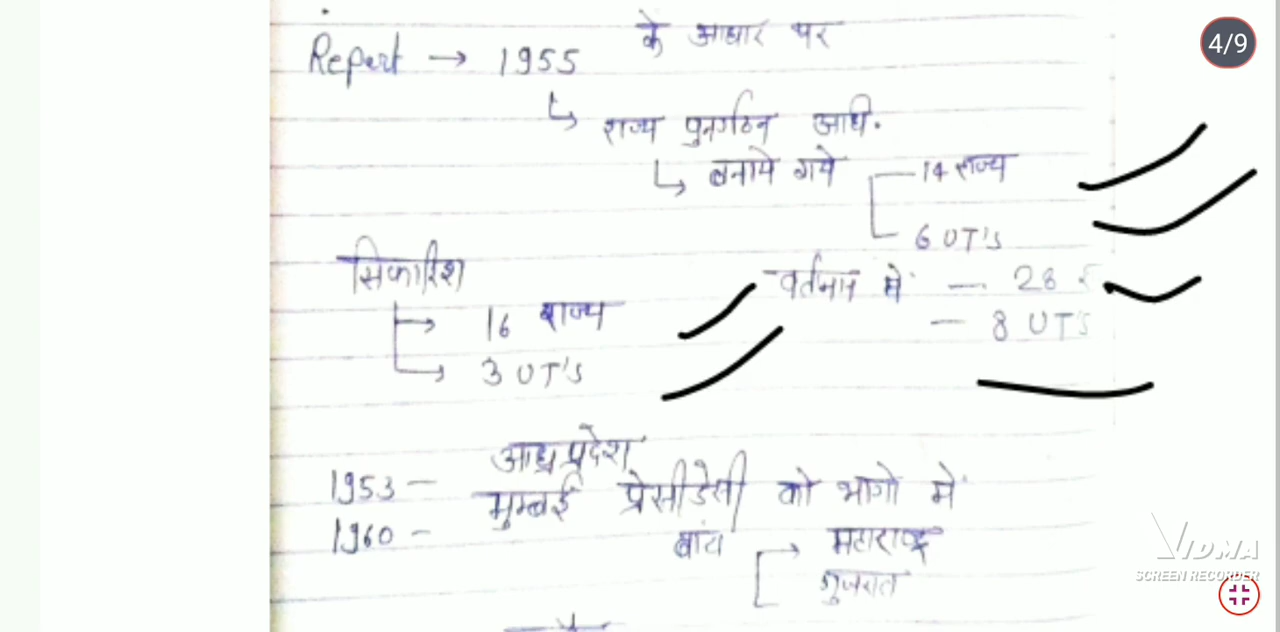 के आधार पर
4/9
Report → 1955
राज्य पुनर्गठन अधि.
बनाये गये
14 राज्य
6 UT's
सिफारिश
16 राज्य
3 UT's
वर्तमान में — 28
— 8 UT's
1953 — आंध्रप्रदेश
1960 — मुम्बई प्रेसीडेंसी को भागो में
बांटा → महाराष्ट्र
गुजरात
VIDMA
SCREEN RECORDER